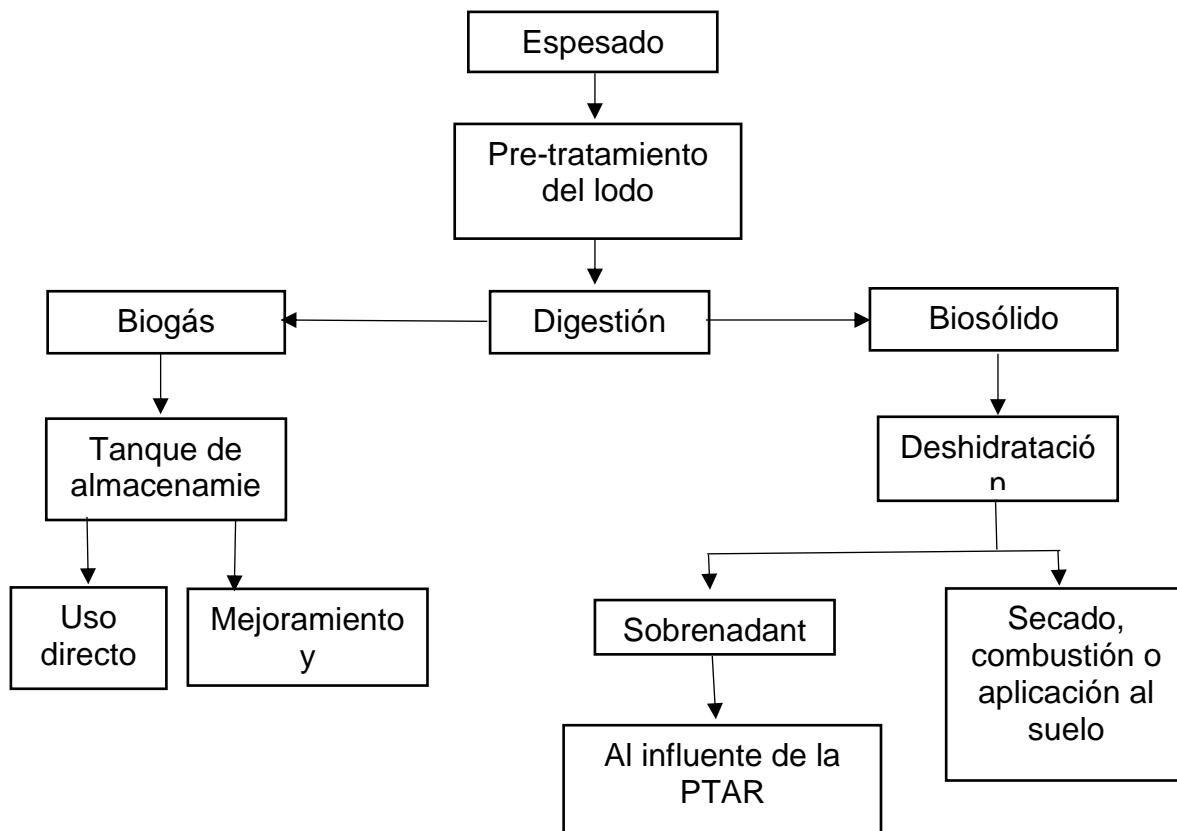 Espesado
Pre-tratamiento
del lodo
Biogás
Digestión
Biosólido
Tanque de
almacenamie
Deshidratació
n
Uso
directo
Mejoramiento
y
Sobrenadant
Secado,
combustión o
aplicación al
suelo
Al influente de la
PTAR